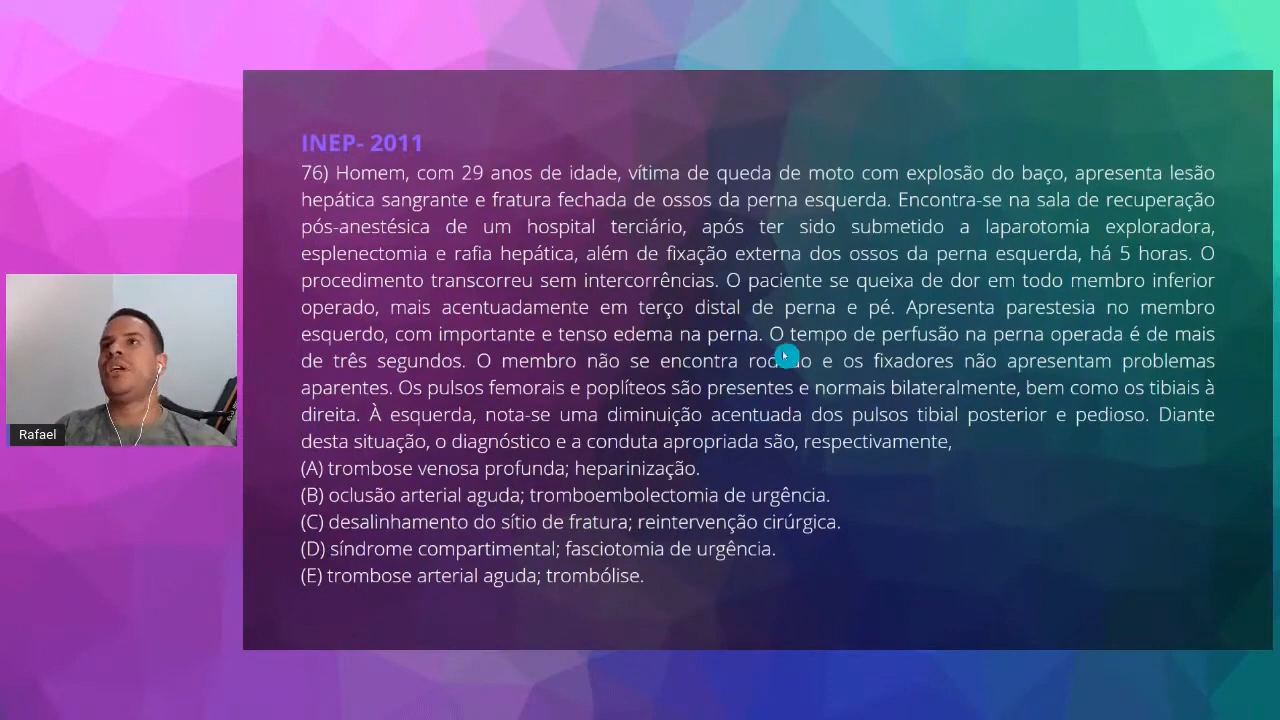 INEP- 2011
76) Homem, com 29 anos de idade, vítima de queda de moto com explosão do baço, apresenta lesão
hepática sangrante e fratura fechada de ossos da perna esquerda. Encontra-se na sala de recuperação
pós-anestésica de um hospital terciário, após ter sido submetido a laparotomia exploradora,
esplenectomia e rafia hepática, além de fixação externa dos ossos da perna esquerda, há 5 horas. O
procedimento transcorreu sem intercorrências. O paciente se queixa de dor em todo membro inferior
operado, mais acentuadamente em terço distal de perna e pé. Apresenta parestesia no membro
esquerdo, com importante e tenso edema na perna. O tempo de perfusão na perna operada é de mais
de três segundos. O membro não se encontra e os fixadores não apresentam problemas
aparentes. Os pulsos femorais e poplíteos são presentes e normais bilateralmente, bem como os tibiais à
direita. À esquerda, nota-se uma diminuição acentuada dos pulsos tibial posterior e pedioso. Diante
desta situação, o diagnóstico e a conduta apropriada são, respectivamente,
(A) trombose venosa profunda; heparinização.
(B) oclusão arterial aguda; tromboembolectomia de urgência.
(C) desalinhamento do sítio de fratura; reintervenção cirúrgica.
(D) síndrome compartimental; fasciotomia de urgência.
(E) trombose arterial aguda; trombólise.
Rafael